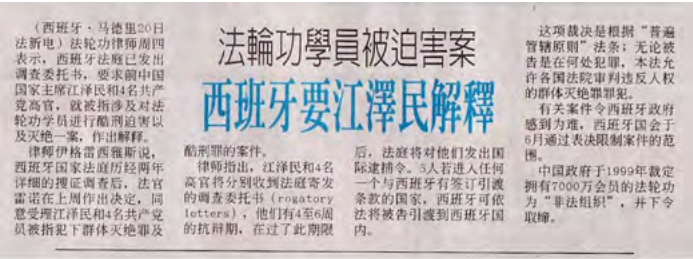 法輪功學員被迫害案
西班牙要江澤民解釋
（西班牙·马德里20日
法新电）法轮功律师周四
表示，西班牙法庭已发出
调查委托书，要求前中国
国家主席江泽民和4名共产
党高官，就被指涉及对法
轮功学员进行酷刑迫害以
及灭绝一案，作出解释。
律师伊格雷西雅斯说，
西班牙国家法庭历经两年
详细的搜证调查后，法官
雷诺在上周作出决定，同
意受理江泽民和4名共产党
员被指犯下群体灭绝罪及
酷刑罪的案件。
律师指出，江泽民和4名
高官将分别收到法庭寄发
的调查委托书（rogatory
letters），他们有4至6周
的抗辩期，在过了此期限
后，法庭将对他们发出国
际逮捕令。5人若进入任何
一个与西班牙有签订引渡
条款的国家，西班牙可依
法将被告引渡到西班牙国
内。
这项裁决是根据“普遍
管辖原则”法条；无论被
告是在何处犯罪，本法允
许各国法院审判违反人权
的群体灭绝罪罪犯。
有关案件令西班牙政府
感到为难，西班牙国会于
6月通过表决限制案件的范
围。
中国政府于1999年裁定
拥有7000万会员的法轮功
为“非法组织”，并下令
取缔。